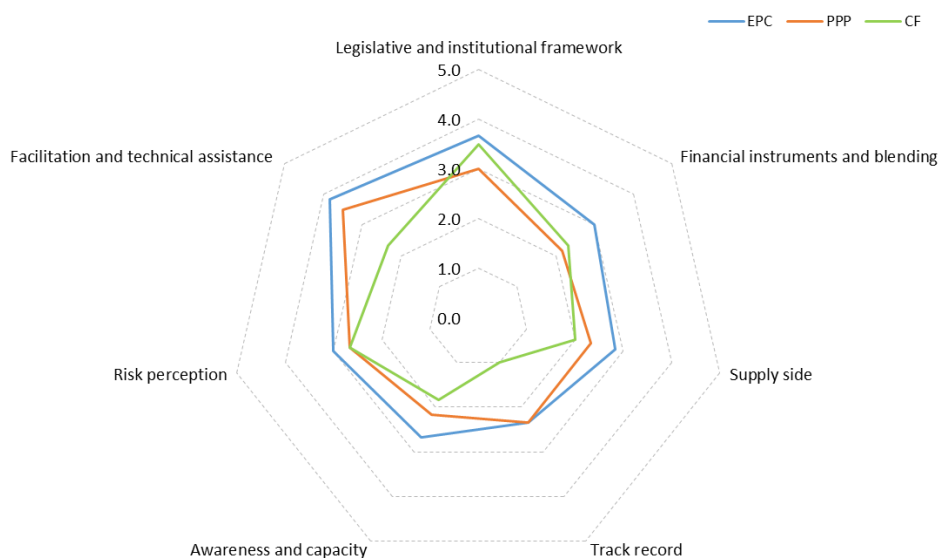 EPC PPP CF
Legislative and institutional framework
5.0
4.0
Facilitation and technical assistance
Financial instruments and blending
3.0
2.0
1.0
0.0
Risk perception
Supply side
Awareness and capacity
Track record